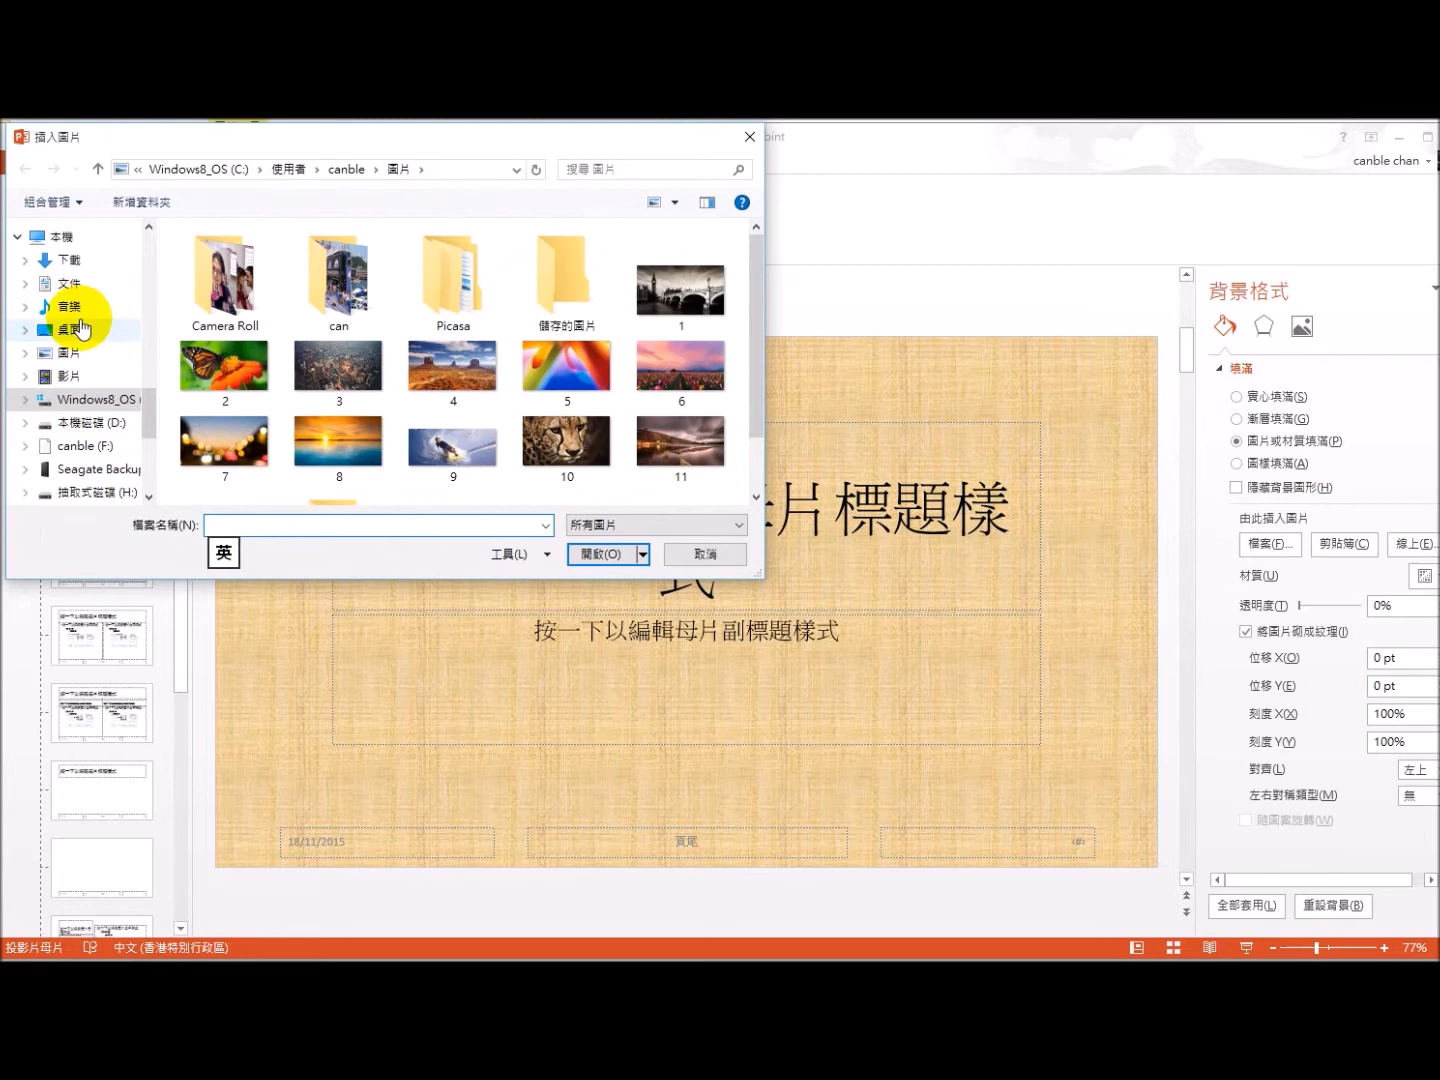 插入圖片
oint
canble chan
« Windows8_OS (C:) › 使用者 › canble › 圖片 ›
搜尋 圖片
組合管理
新增資料夾
本機
下載
文件
音樂
圖片
影片
Windows8_OS (
本機磁碟 (D:)
canble (F:)
Seagate Backup
抽取式磁碟 (H:)
Camera Roll
can
Picasa
儲存的圖片
1
2
3
4
5
6
7
8
9
10
11
檔案名稱(N):
所有圖片
英
工具(L)
開啟(O)
取消
片標題樣
式
按一下以編輯母片副標題樣式
18/11/2015
頁尾
‹#›
背景格式
填滿
實心填滿(S)
漸層填滿(G)
圖片或材質填滿(P)
圖樣填滿(A)
隱藏背景圖形(H)
由此插入圖片
檔案(F)...
剪貼簿(C)
線上(E)...
材質(U)
透明度(T)
0%
將圖片砌成紋理(I)
位移 X(O)
0 pt
位移 Y(E)
0 pt
刻度 X(X)
100%
刻度 Y(Y)
100%
對齊(L)
左上
左右對稱類型(M)
無
隨圖案旋轉(W)
全部套用(L)
重設背景(B)
投影片母片
中文 (香港特別行政區)
77%